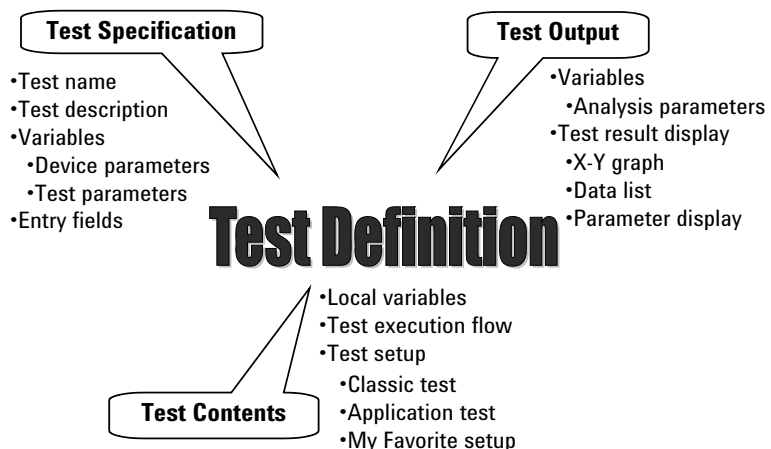 Test Specification
•Test name
•Test description
•Variables
•Device parameters
•Test parameters
•Entry fields
Test Output
•Variables
•Analysis parameters
•Test result display
•X-Y graph
•Data list
•Parameter display
Test Definition
•Local variables
•Test execution flow
•Test setup
•Classic test
•Application test
•My Favorite setup
Test Contents